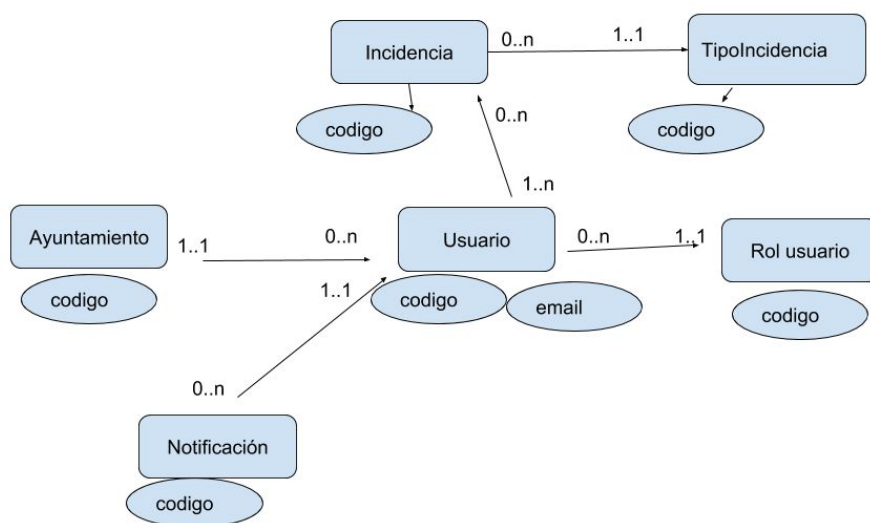 Incidencia
0..n
1..1
TipoIncidencia
codigo
0..n
codigo
1..n
Ayuntamiento
1..1
0..n
Usuario
0..n
1..1
Rol usuario
codigo
1..1
codigo
email
codigo
0..n
Notificación
codigo